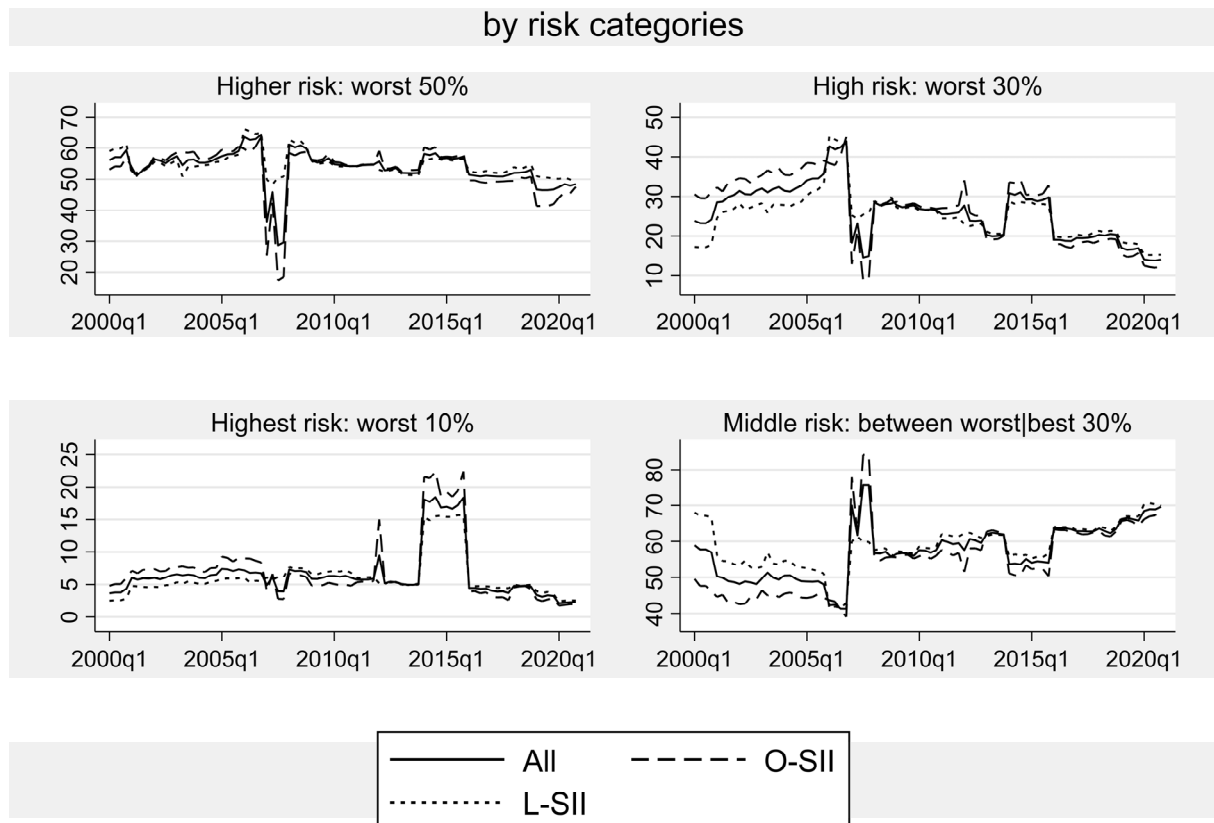 by risk categories
Higher risk: worst 50%
70
60
50
40
30
20
2000q1 2005q1 2010q1 2015q1 2020q1
High risk: worst 30%
50
40
30
20
10
2000q1 2005q1 2010q1 2015q1 2020q1
Highest risk: worst 10%
25
20
15
10
5
0
2000q1 2005q1 2010q1 2015q1 2020q1
Middle risk: between worst|best 30%
80
70
60
50
40
2000q1 2005q1 2010q1 2015q1 2020q1
All O-SII
L-SII